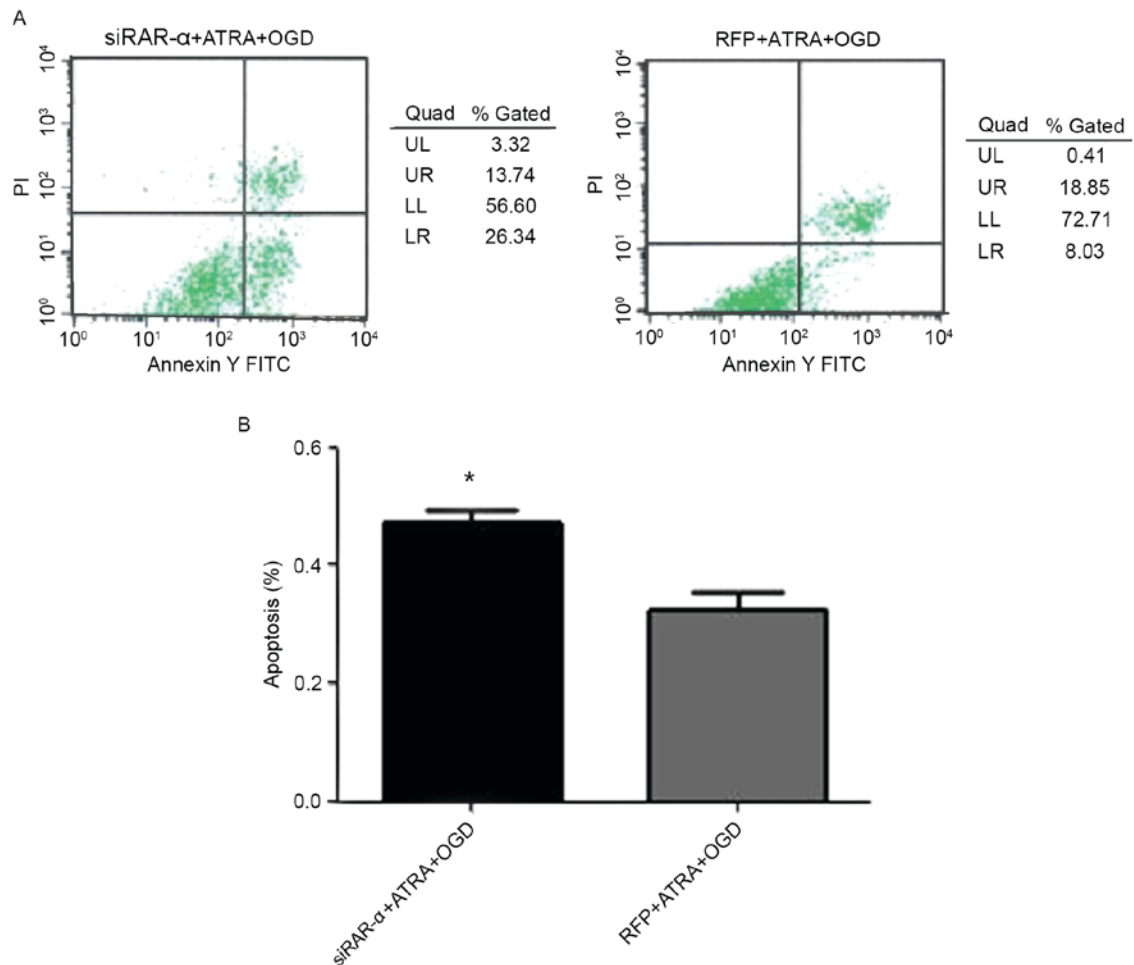 A
siRAR-α+ATRA+OGD
10⁴
10³
10²
10¹
10⁰
PI
10⁰ 10¹ 10² 10³ 10⁴
Annexin Y FITC
Quad % Gated
UL 3.32
UR 13.74
LL 56.60
LR 26.34
RFP+ATRA+OGD
10⁴
10³
10²
10¹
10⁰
PI
10⁰ 10¹ 10² 10³ 10⁴
Annexin Y FITC
Quad % Gated
UL 0.41
UR 18.85
LL 72.71
LR 8.03
B
0.6
0.4
0.2
0.0
Apoptosis (%)
*
siRAR-α+ATRA+OGD
RFP+ATRA+OGD